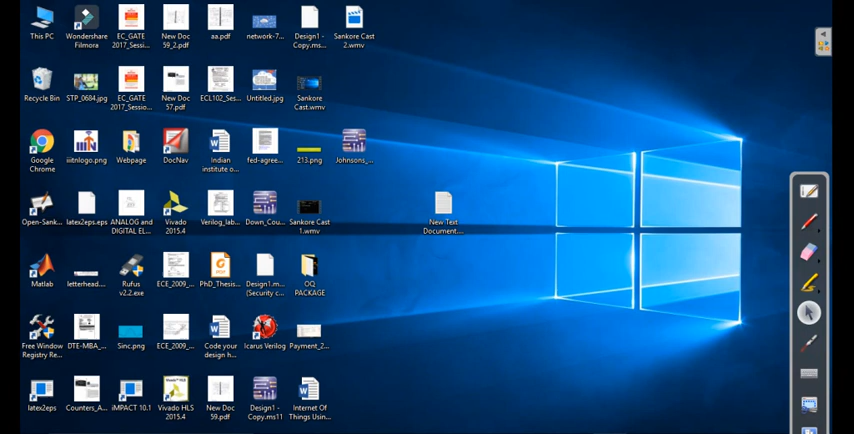 This PC
Wondershare
Filmora
EC_GATE
2017_Sessi...
New Doc
59_2.pdf
aa.pdf
network-7...
Design1 -
Copy.ms...
Sankore Cast
2.wmv
Recycle Bin
STP_0684.jpg
EC_GATE
2017_Sessio...
New Doc
57.pdf
ECL102_Ses...
Untitled.jpg
Sankore
Cast.wmv
Google
Chrome
iiitnlogo.png
Webpage
DocNav
Indian
institute o...
fed-agree...
213.png
Johnsons_...
Open-Sank...
latex2eps.eps
ANALOG and
DIGITAL EL...
Vivado
2015.4
Verilog_lab...
Down_Cou...
Sankore Cast
1.wmv
New Text
Document....
Matlab
letterhead....
Rufus
v2.2.exe
ECE_2009_...
PhD_Thesis...
Design1.m...
(Security c...
OQ
PACKAGE
Free Window
Registry Re...
DTE-MBA_...
Sinc.png
ECE_2009_...
Code your
design h...
Icarus Verilog
Payment_2...
latex2eps
Counters_A...
iMPACT 10.1
Vivado HLS
2015.4
New Doc
59.pdf
Design1 -
Copy.ms11
Internet Of
Things Usin...